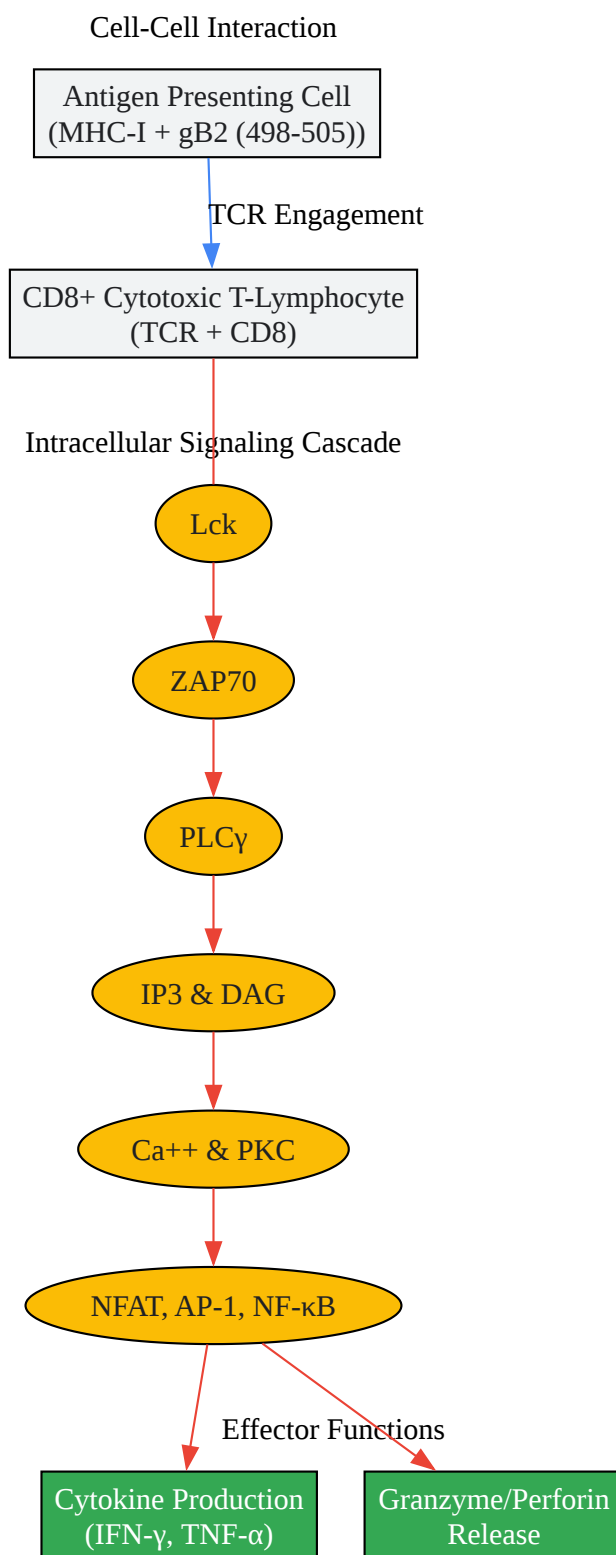 Cell-Cell Interaction
Antigen Presenting Cell
(MHC-I + gB2 (498-505))
TCR Engagement
CD8+ Cytotoxic T-Lymphocyte
(TCR + CD8)
Intracellular Signaling Cascade
Lck
ZAP70
PLCγ
IP3 & DAG
Ca++ & PKC
NFAT, AP-1, NF-κB
Effector Functions
Cytokine Production
(IFN-γ, TNF-α)
Granzyme/Perforin
Release